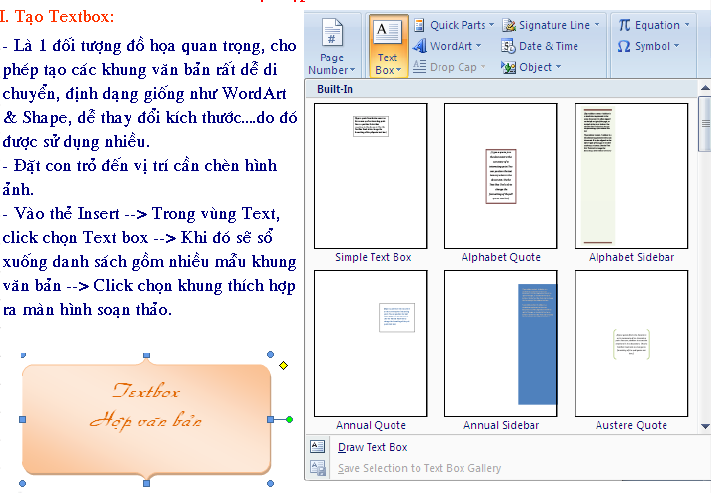 I. Tạo Textbox:
- Là 1 đối tượng đồ họa quan trọng, cho
phép tạo các khung văn bản rất dễ di
chuyển, định dạng giống như WordArt
& Shape, dễ thay đổi kích thước....do đó
được sử dụng nhiều.
- Đặt con trỏ đến vị trí cần chèn hình
ảnh.
- Vào thẻ Insert --> Trong vùng Text,
click chọn Text box --> Khi đó sẽ sổ
xuống danh sách gồm nhiều mẫu khung
văn bản --> Click chọn khung thích hợp
ra màn hình soạn thảo.
Textbox
Hộp văn bản
Page
Number
Text
Box
Quick Parts
WordArt
Drop Cap
Signature Line
Date & Time
Object
Equation
Symbol
Built-In
Simple Text Box
Alphabet Quote
Alphabet Sidebar
Annual Quote
Annual Sidebar
Austere Quote
Draw Text Box
Save Selection to Text Box Gallery